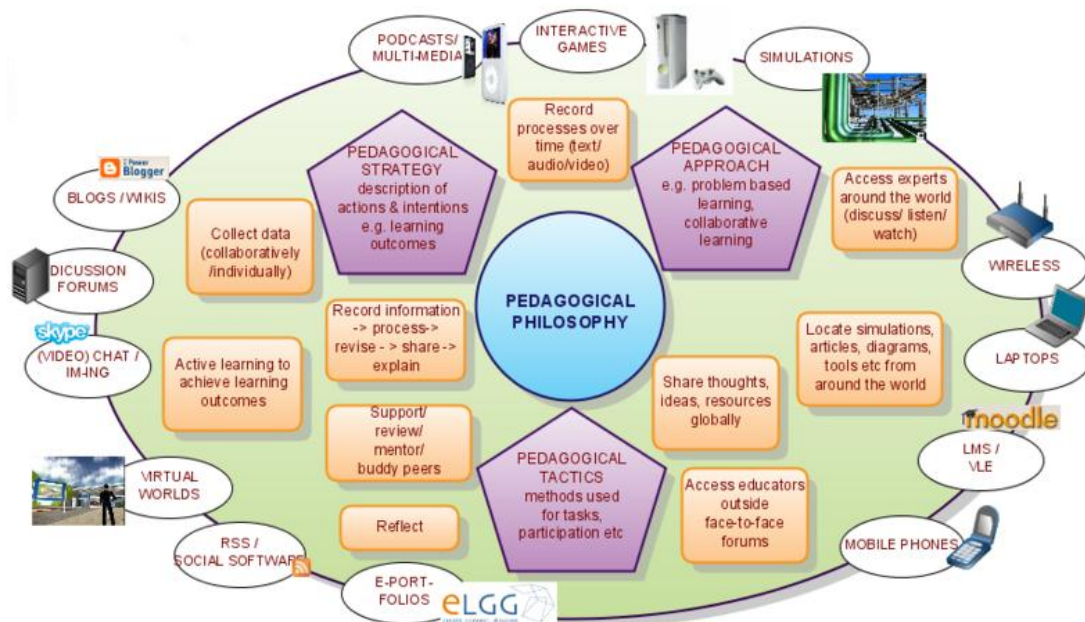 PODCASTS/
MULTI-MEDIA
INTERACTIVE
GAMES
SIMULATIONS
Record
processes over
time (text/
audio/video)
PEDAGOGICAL
STRATEGY
description of
actions & intentions
e.g. learning
outcomes
PEDAGOGICAL
APPROACH
e.g. problem based
learning,
collaborative
learning
Access experts
around the world
(discuss/ listen/
watch)
Blogger
BLOGS / WIKIS
Collect data
(collaboratively
/individually)
DICUSSION
FORUMS
WIRELESS
PEDAGOGICAL
PHILOSOPHY
Record information
-> process->
revise -> share ->
explain
skype
(VIDEO) CHAT /
IM-ING
Locate simulations,
articles, diagrams,
tools etc from
around the world
LAPTOPS
Active learning to
achieve learning
outcomes
Share thoughts,
ideas, resources
globally
Support/
review/
mentor/
buddy peers
moodle
LMS /
VLE
PEDAGOGICAL
TACTICS
methods used
for tasks,
participation etc
VIRTUAL
WORLDS
Access educators
outside
face-to-face
forums
Reflect
MOBILE PHONES
RSS /
SOCIAL SOFTWARE
E-PORT-
FOLIOS
eLGG